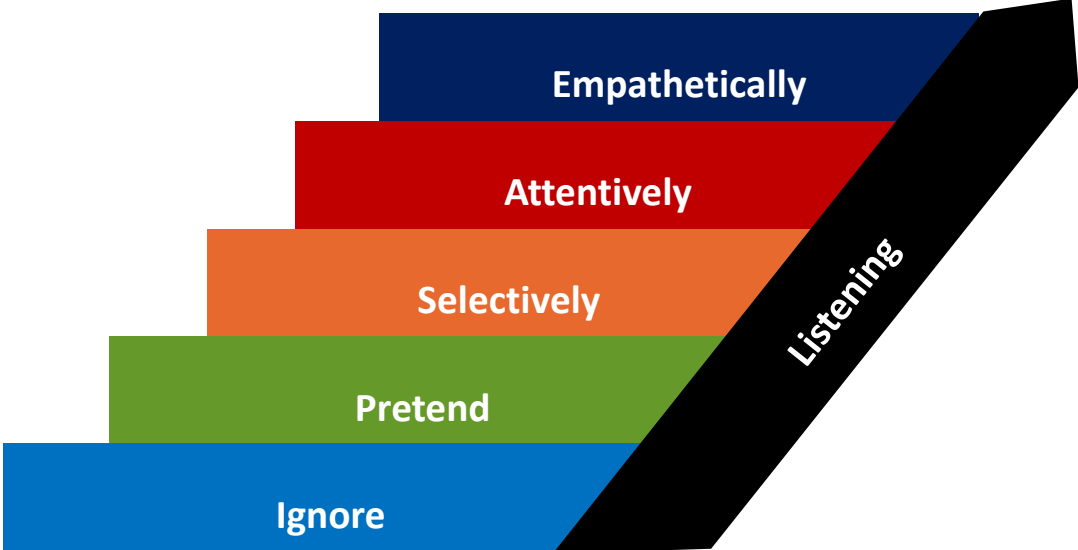 Empathetically
Attentively
Selectively
Pretend
Ignore
Listening